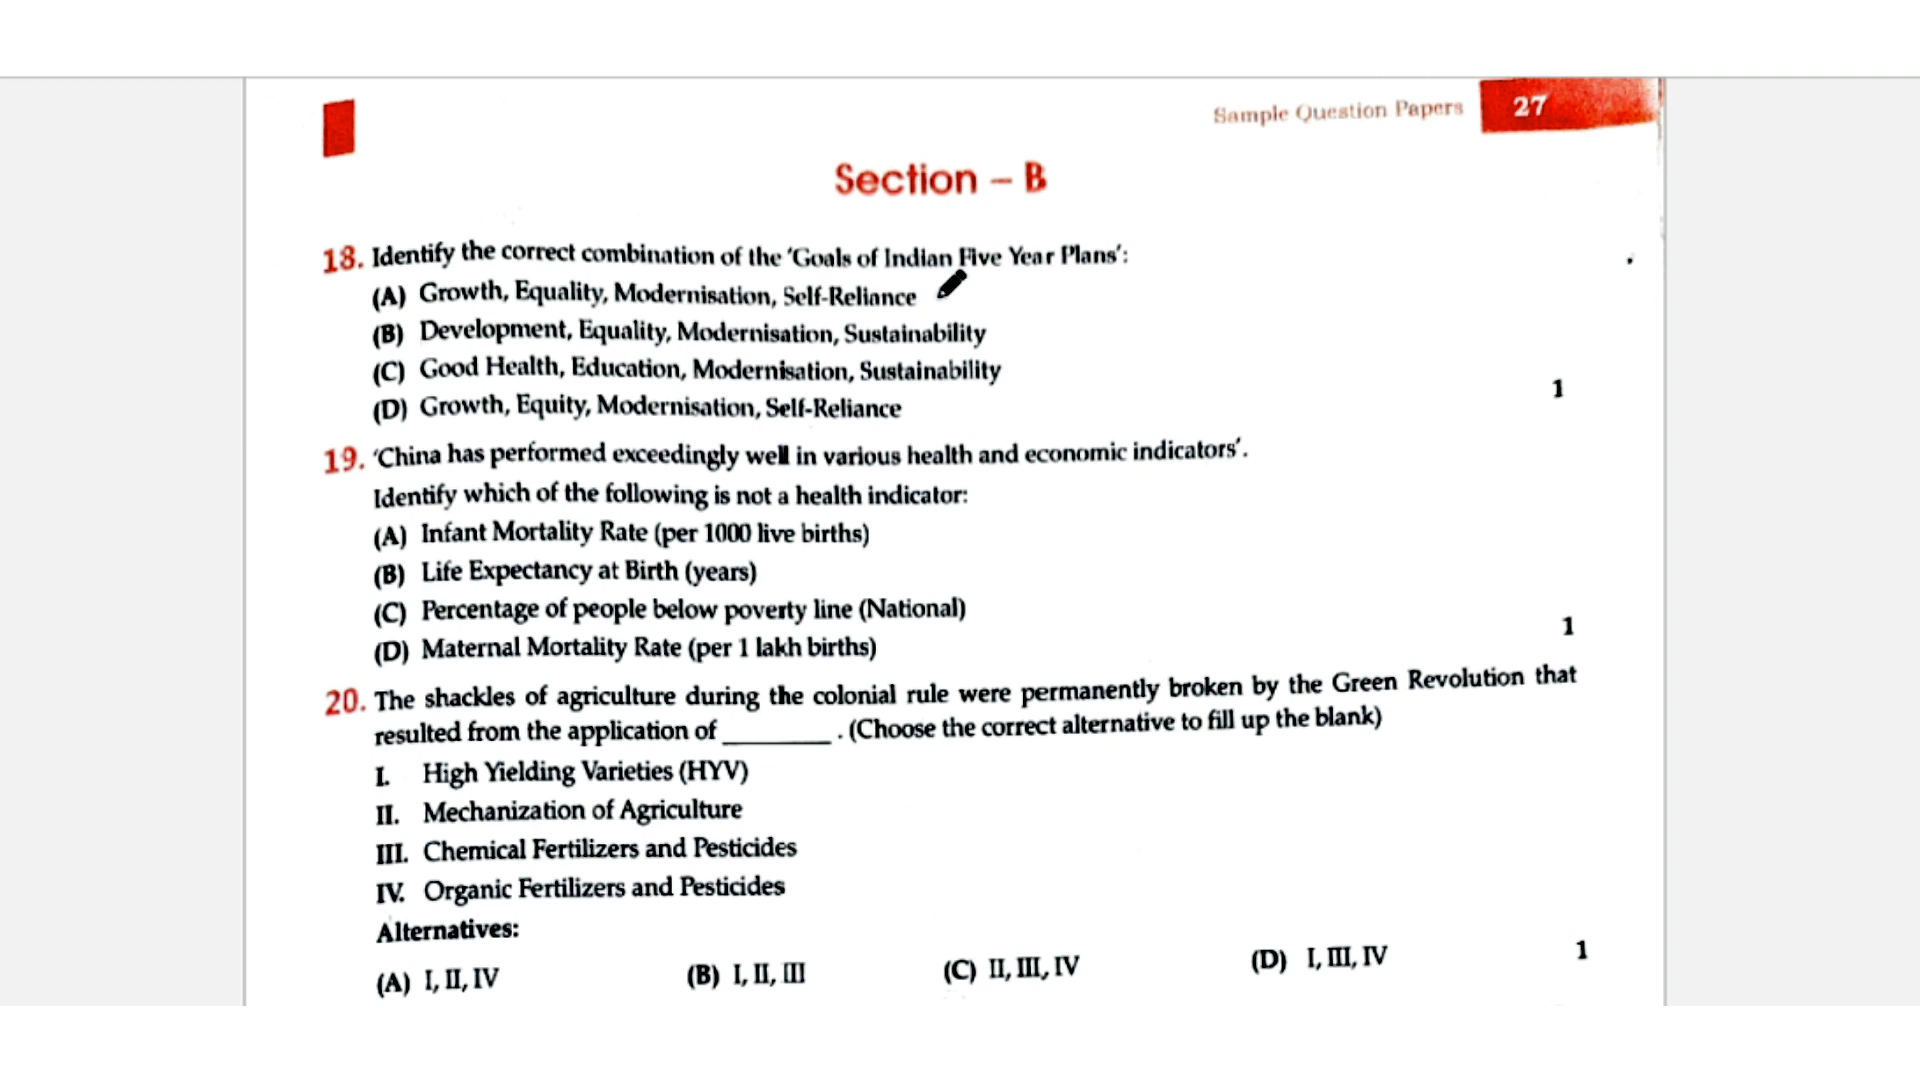 Sample Question Papers 27
Section – B
18. Identify the correct combination of the ‘Goals of Indian Five Year Plans’:
(A) Growth, Equality, Modernisation, Self-Reliance
(B) Development, Equality, Modernisation, Sustainability
(C) Good Health, Education, Modernisation, Sustainability
(D) Growth, Equity, Modernisation, Self-Reliance 1
19. ‘China has performed exceedingly well in various health and economic indicators’.
Identify which of the following is not a health indicator:
(A) Infant Mortality Rate (per 1000 live births)
(B) Life Expectancy at Birth (years)
(C) Percentage of people below poverty line (National)
(D) Maternal Mortality Rate (per 1 lakh births) 1
20. The shackles of agriculture during the colonial rule were permanently broken by the Green Revolution that
resulted from the application of ________ . (Choose the correct alternative to fill up the blank)
I. High Yielding Varieties (HYV)
II. Mechanization of Agriculture
III. Chemical Fertilizers and Pesticides
IV. Organic Fertilizers and Pesticides
Alternatives:
(A) I, II, IV (B) I, II, III (C) II, III, IV (D) I, III, IV 1